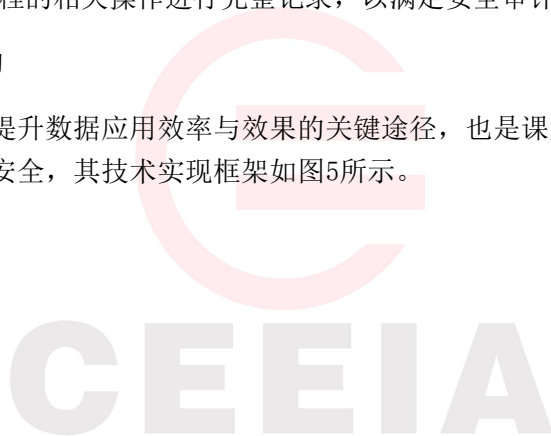 程的相关操作进行完整记录，以满足安全审计
提升数据应用效率与效果的关键途径，也是课
安全，其技术实现框架如图5所示。
CEEIA